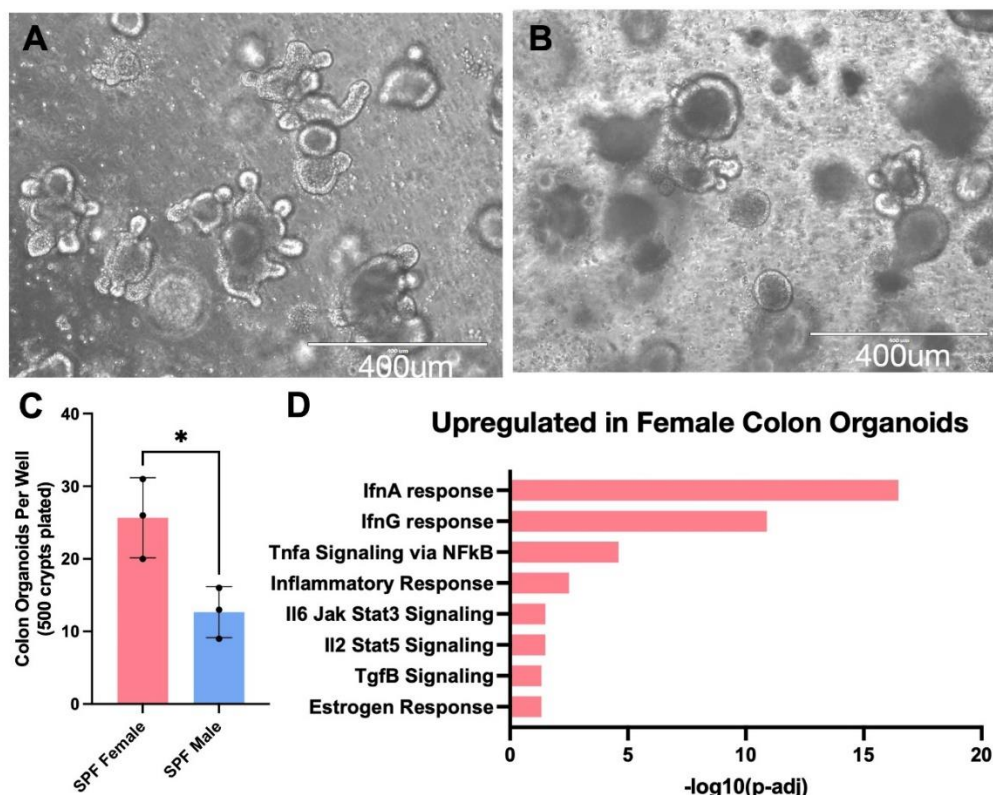 A
B
400um
400um
C
D
Upregulated in Female Colon Organoids
40
30
20
10
0
*
Colon Organoids Per Well
(500 crypts plated)
SPF Female
SPF Male
IfnA response
IfnG response
Tnfa Signaling via NFkB
Inflammatory Response
Il6 Jak Stat3 Signaling
Il2 Stat5 Signaling
TgfB Signaling
Estrogen Response
0 5 10 15 20
-log10(p-adj)